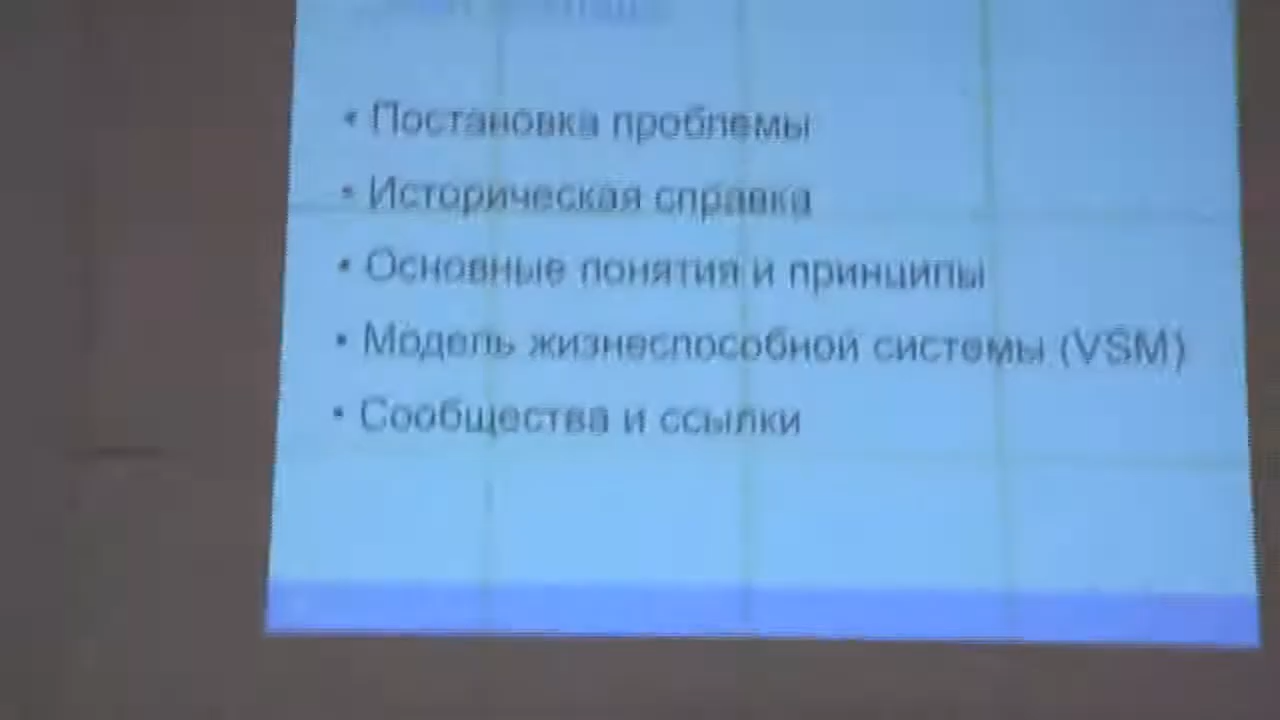 • Постановка проблемы
• Историческая справка
• Основные понятия и принципы
• Модель жизнеспособной системы (VSM)
• Сообщества и ссылки